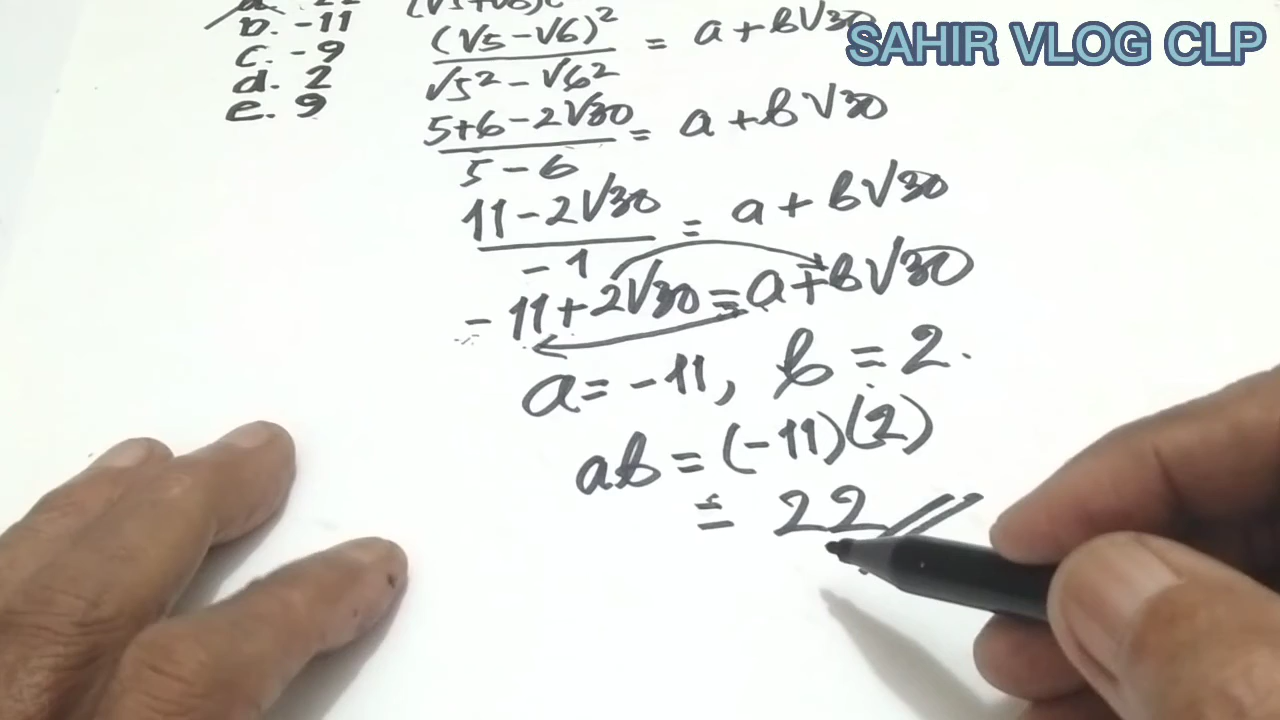 b. -11
c. -9
d. 2
e. 9
(√5-√6)² / √5² - √6² = a + b√30
5+6-2√30 / 5-6 = a + b√30
11-2√30 / -1 = a + b√30
-11+2√30 = a+b√30
a = -11, b = 2.
ab = (-11)(2)
= 22
SAHIR VLOG CLP